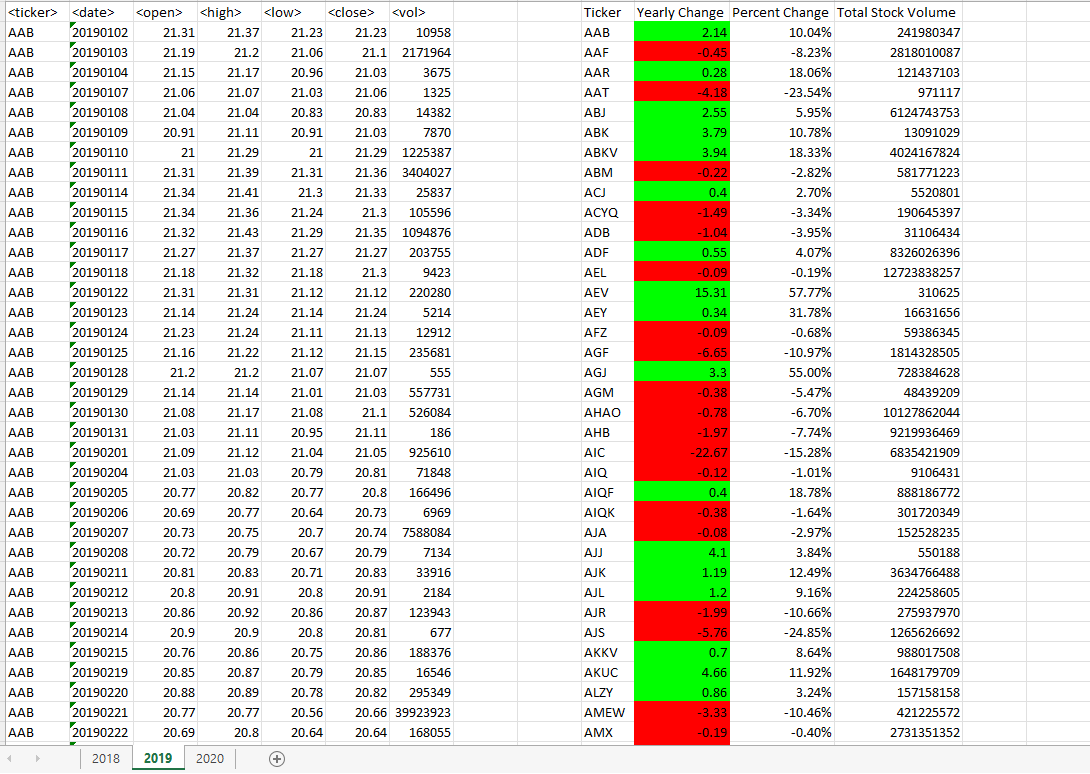 <ticker> <date> <open> <high> <low> <close> <vol> Ticker Yearly Change Percent Change Total Stock Volume
AAB 20190102 21.31 21.37 21.23 21.23 10958 AAB 2.14 10.04% 241980347
AAB 20190103 21.19 21.2 21.06 21.1 2171964 AAF -0.45 -8.23% 2818010087
AAB 20190104 21.15 21.17 20.96 21.03 3675 AAR 0.28 18.06% 121437103
AAB 20190107 21.06 21.07 21.03 21.06 1325 AAT -4.18 -23.54% 971117
AAB 20190108 21.04 21.04 20.83 20.83 14382 ABJ 2.55 5.95% 6124743753
AAB 20190109 20.91 21.11 20.91 21.03 7870 ABK 3.79 10.78% 13091029
AAB 20190110 21 21.29 21 21.29 1225387 ABKV 3.94 18.33% 4024167824
AAB 20190111 21.31 21.39 21.31 21.36 3404027 ABM -0.22 -2.82% 581771223
AAB 20190114 21.34 21.41 21.3 21.33 25837 ACJ 0.4 2.70% 5520801
AAB 20190115 21.34 21.36 21.24 21.3 105596 ACYQ -1.49 -3.34% 190645397
AAB 20190116 21.32 21.43 21.29 21.35 1094876 ADB -1.04 -3.95% 31106434
AAB 20190117 21.27 21.37 21.27 21.27 203755 ADF 0.55 4.07% 8326026396
AAB 20190118 21.18 21.32 21.18 21.3 9423 AEL -0.09 -0.19% 12723838257
AAB 20190122 21.31 21.31 21.12 21.12 220280 AEV 15.31 57.77% 310625
AAB 20190123 21.14 21.24 21.14 21.24 5214 AEY 0.34 31.78% 16631656
AAB 20190124 21.23 21.24 21.11 21.13 12912 AFZ -0.09 -0.68% 59386345
AAB 20190125 21.16 21.22 21.12 21.15 235681 AGF -6.65 -10.97% 1814328505
AAB 20190128 21.2 21.2 21.07 21.07 555 AGJ 3.3 55.00% 728384628
AAB 20190129 21.14 21.14 21.01 21.03 557731 AGM -0.38 -5.47% 48439209
AAB 20190130 21.08 21.17 21.08 21.1 526084 AHAO -0.78 -6.70% 10127862044
AAB 20190131 21.03 21.11 20.95 21.11 186 AHB -1.97 -7.74% 9219936469
AAB 20190201 21.09 21.12 21.04 21.05 925610 AIC -22.67 -15.28% 6835421909
AAB 20190204 21.03 21.03 20.79 20.81 71848 AIQ -0.12 -1.01% 9106431
AAB 20190205 20.77 20.82 20.77 20.8 166496 AIQF 0.4 18.78% 888186772
AAB 20190206 20.69 20.77 20.64 20.73 6969 AIQK -0.38 -1.64% 301720349
AAB 20190207 20.73 20.75 20.7 20.74 7588084 AJA -0.08 -2.97% 152528235
AAB 20190208 20.72 20.79 20.67 20.79 7134 AJJ 4.1 3.84% 550188
AAB 20190211 20.81 20.83 20.71 20.83 33916 AJK 1.19 12.49% 3634766488
AAB 20190212 20.8 20.91 20.8 20.91 2184 AJL 1.2 9.16% 224258605
AAB 20190213 20.86 20.92 20.86 20.87 123943 AJR -1.99 -10.66% 275937970
AAB 20190214 20.9 20.9 20.8 20.81 677 AJS -5.76 -24.85% 1265626692
AAB 20190215 20.76 20.86 20.75 20.86 188376 AKKV 0.7 8.64% 988017508
AAB 20190219 20.85 20.87 20.79 20.85 16546 AKUC 4.66 11.92% 1648179709
AAB 20190220 20.88 20.89 20.78 20.82 295349 ALZY 0.86 3.24% 157158158
AAB 20190221 20.77 20.77 20.56 20.66 39923923 AMEW -3.33 -10.46% 421225572
AAB 20190222 20.69 20.8 20.64 20.64 168055 AMX -0.19 -0.40% 2731351352
2018 2019 2020